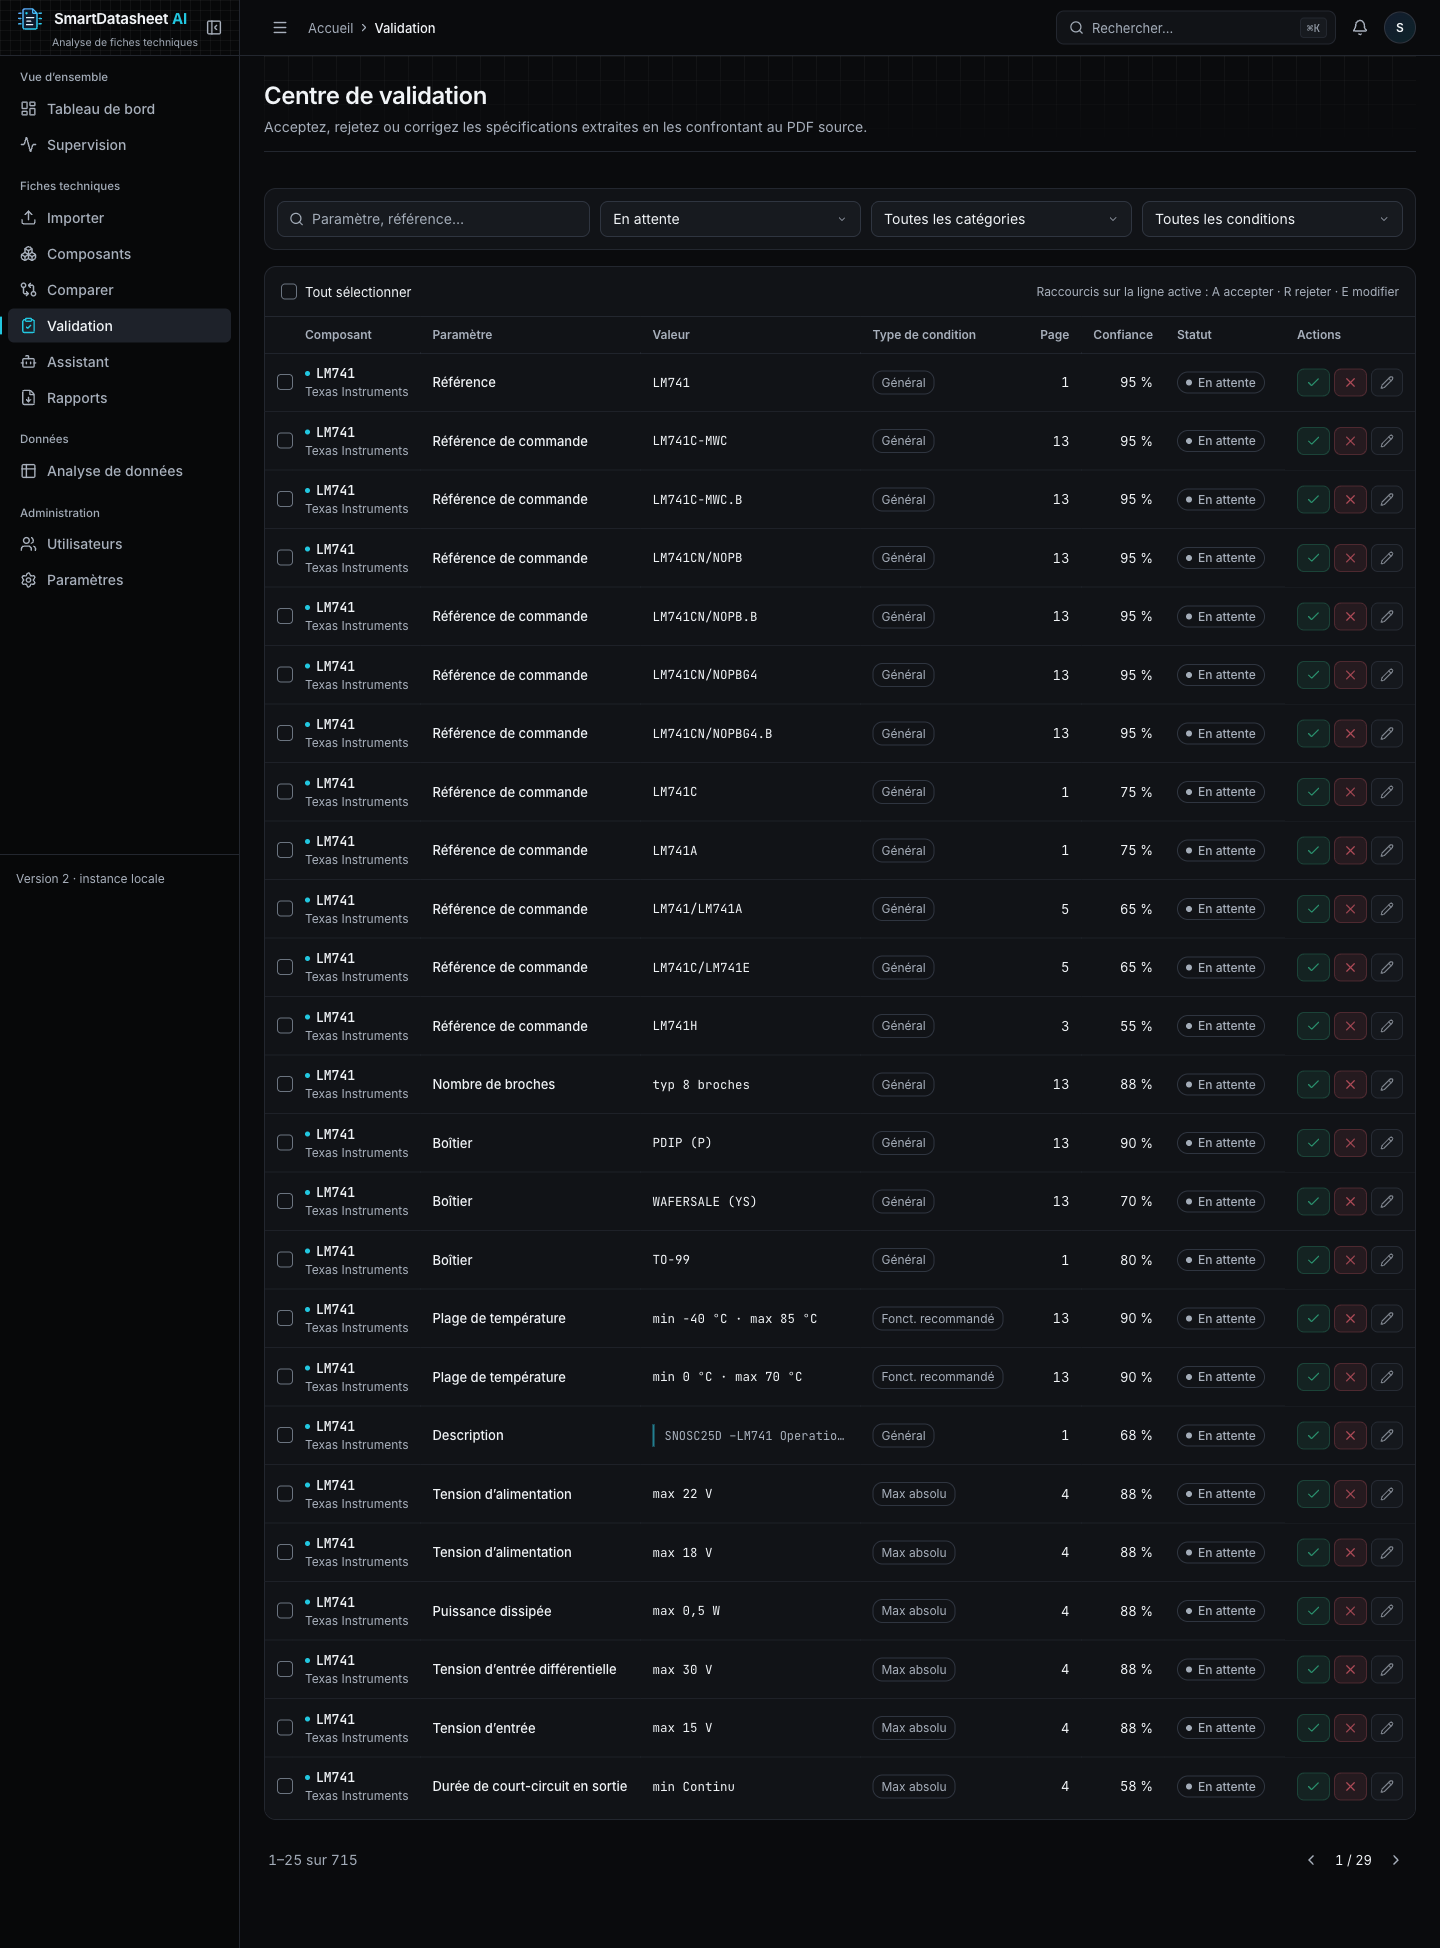 SmartDatasheet AI
Analyse de fiches techniques
Accueil > Validation
Rechercher...
⌘K
S
Vue d’ensemble
Tableau de bord
Supervision
Fiches techniques
Importer
Composants
Comparer
Validation
Assistant
Rapports
Données
Analyse de données
Administration
Utilisateurs
Paramètres
Version 2 · instance locale
Centre de validation
Acceptez, rejetez ou corrigez les spécifications extraites en les confrontant au PDF source.
Paramètre, référence... En attente Toutes les catégories Toutes les conditions
Tout sélectionner Raccourcis sur la ligne active : A accepter · R rejeter · E modifier
Composant Paramètre Valeur Type de condition Page Confiance Statut Actions
LM741 Texas Instruments Référence LM741 Général 1 95 % En attente
LM741 Texas Instruments Référence de commande LM741C-MWC Général 13 95 % En attente
LM741 Texas Instruments Référence de commande LM741C-MWC.B Général 13 95 % En attente
LM741 Texas Instruments Référence de commande LM741CN/NOPB Général 13 95 % En attente
LM741 Texas Instruments Référence de commande LM741CN/NOPB.B Général 13 95 % En attente
LM741 Texas Instruments Référence de commande LM741CN/NOPBG4 Général 13 95 % En attente
LM741 Texas Instruments Référence de commande LM741CN/NOPBG4.B Général 13 95 % En attente
LM741 Texas Instruments Référence de commande LM741C Général 1 75 % En attente
LM741 Texas Instruments Référence de commande LM741A Général 1 75 % En attente
LM741 Texas Instruments Référence de commande LM741/LM741A Général 5 65 % En attente
LM741 Texas Instruments Référence de commande LM741C/LM741E Général 5 65 % En attente
LM741 Texas Instruments Référence de commande LM741H Général 3 55 % En attente
LM741 Texas Instruments Nombre de broches typ 8 broches Général 13 88 % En attente
LM741 Texas Instruments Boîtier PDIP (P) Général 13 90 % En attente
LM741 Texas Instruments Boîtier WAFERSALE (YS) Général 13 70 % En attente
LM741 Texas Instruments Boîtier TO-99 Général 1 80 % En attente
LM741 Texas Instruments Plage de température min -40 °C · max 85 °C Fonct. recommandé 13 90 % En attente
LM741 Texas Instruments Plage de température min 0 °C · max 70 °C Fonct. recommandé 13 90 % En attente
LM741 Texas Instruments Description SNOSC25D –LM741 Operatio… Général 1 68 % En attente
LM741 Texas Instruments Tension d’alimentation max 22 V Max absolu 4 88 % En attente
LM741 Texas Instruments Tension d’alimentation max 18 V Max absolu 4 88 % En attente
LM741 Texas Instruments Puissance dissipée max 0,5 W Max absolu 4 88 % En attente
LM741 Texas Instruments Tension d’entrée différentielle max 30 V Max absolu 4 88 % En attente
LM741 Texas Instruments Tension d’entrée max 15 V Max absolu 4 88 % En attente
LM741 Texas Instruments Durée de court-circuit en sortie min Continu Max absolu 4 58 % En attente
1–25 sur 715 1 / 29